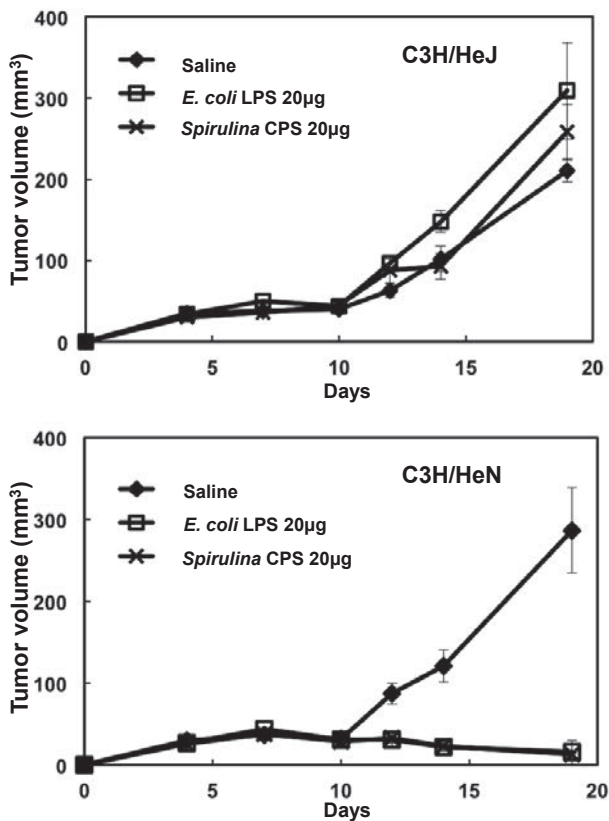 400
C3H/HeJ
Saline
E. coli LPS 20µg
300
Spirulina CPS 20µg
200
100
0
Tumor volume (mm³)
0 5 10 15 20
Days
400
C3H/HeN
Saline
E. coli LPS 20µg
300
Spirulina CPS 20µg
200
100
0
Tumor volume (mm³)
0 5 10 15 20
Days